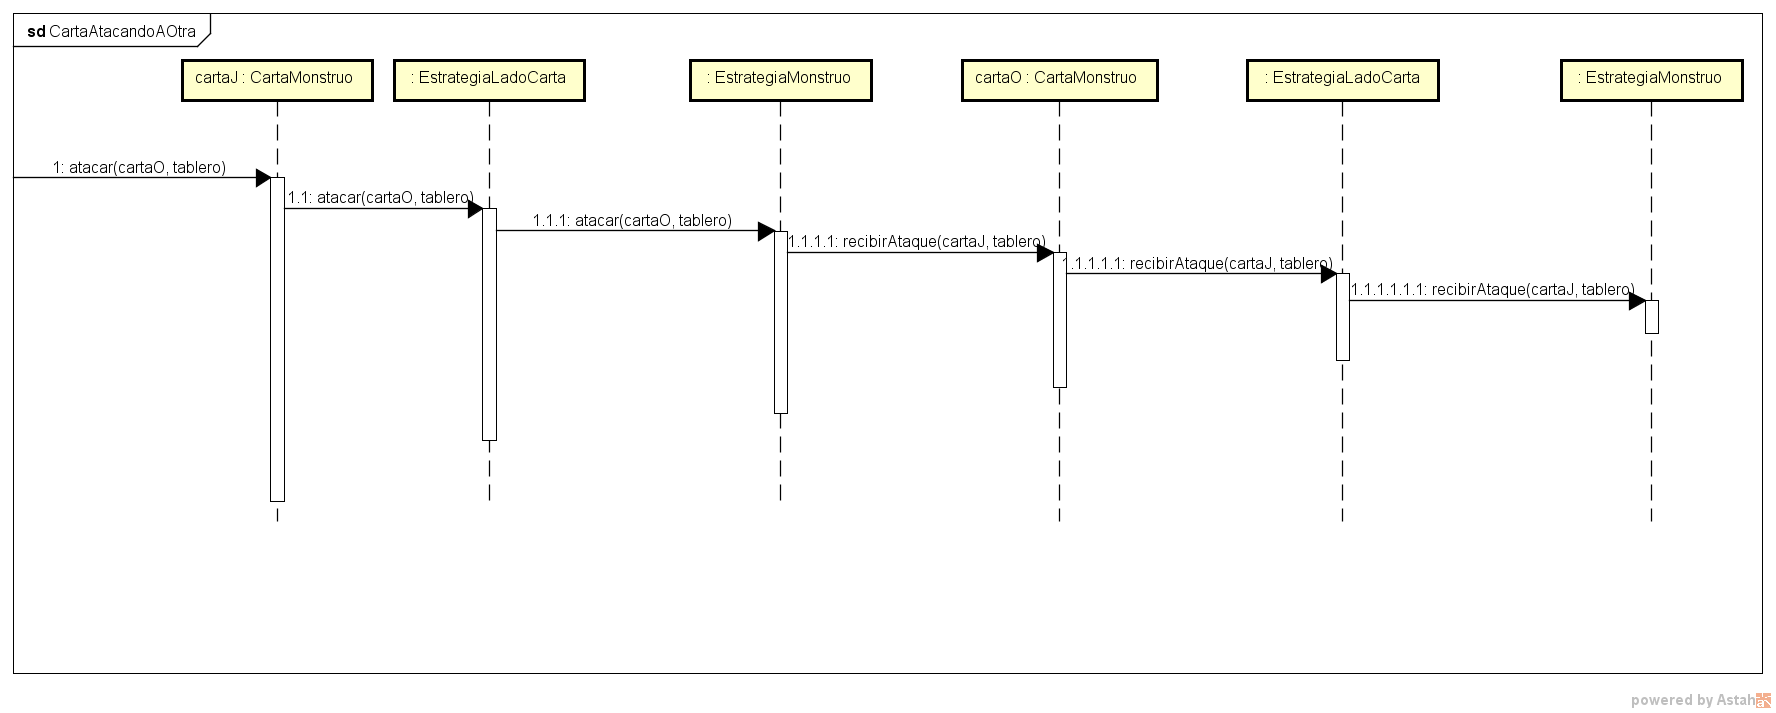 sd CartaAtacandoAOtra
cartaJ : CartaMonstruo
: EstrategiaLadoCarta
: EstrategiaMonstruo
cartaO : CartaMonstruo
: EstrategiaLadoCarta
: EstrategiaMonstruo
1: atacar(cartaO, tablero)
1.1: atacar(cartaO, tablero)
1.1.1: atacar(cartaO, tablero)
1.1.1.1: recibirAtaque(cartaJ, tablero)
1.1.1.1.1: recibirAtaque(cartaJ, tablero)
1.1.1.1.1.1: recibirAtaque(cartaJ, tablero)
powered by Astah